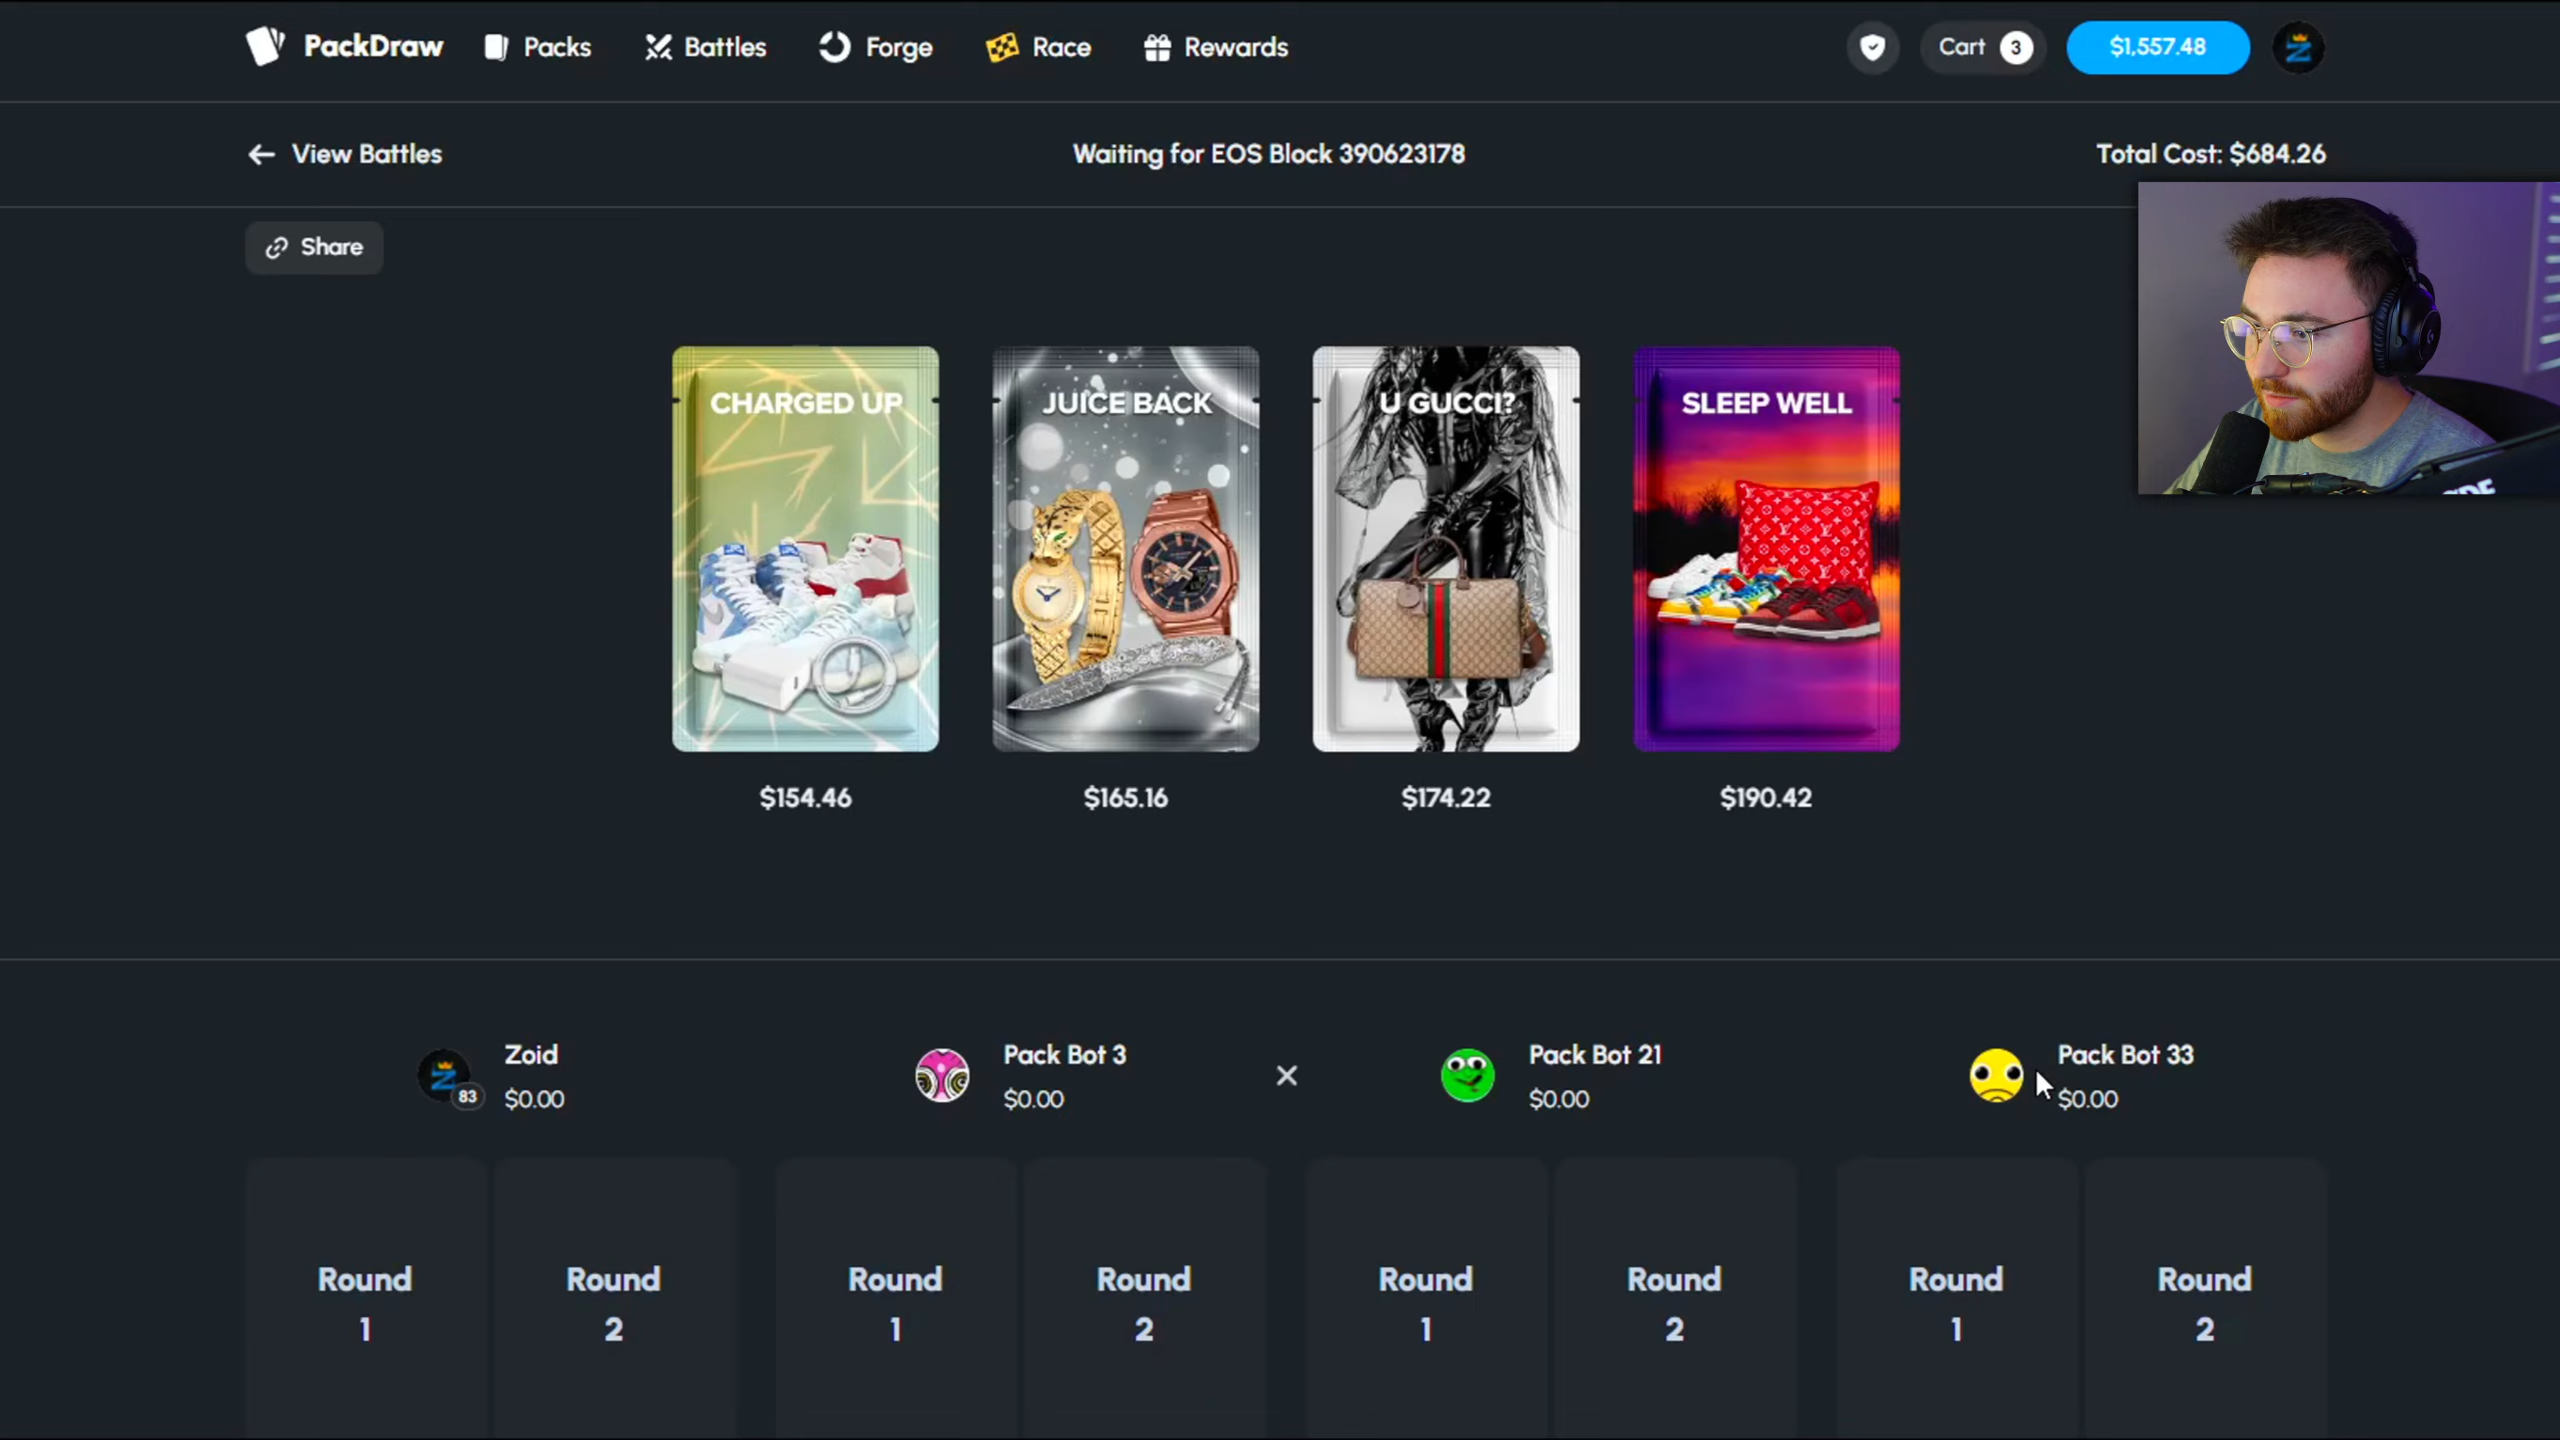 PackDraw Packs Battles Forge Race Rewards Cart 3 $1,557.48
View Battles Waiting for EOS Block 390623178 Total Cost: $684.26
Share
CHARGED UP JUICE BACK U GUCCI? SLEEP WELL
$154.46 $165.16 $174.22 $190.42
Zoid Pack Bot 3 Pack Bot 21 Pack Bot 33
83 $0.00 $0.00 $0.00 $0.00
Round Round Round Round Round Round Round Round
1 2 1 2 1 2 1 2